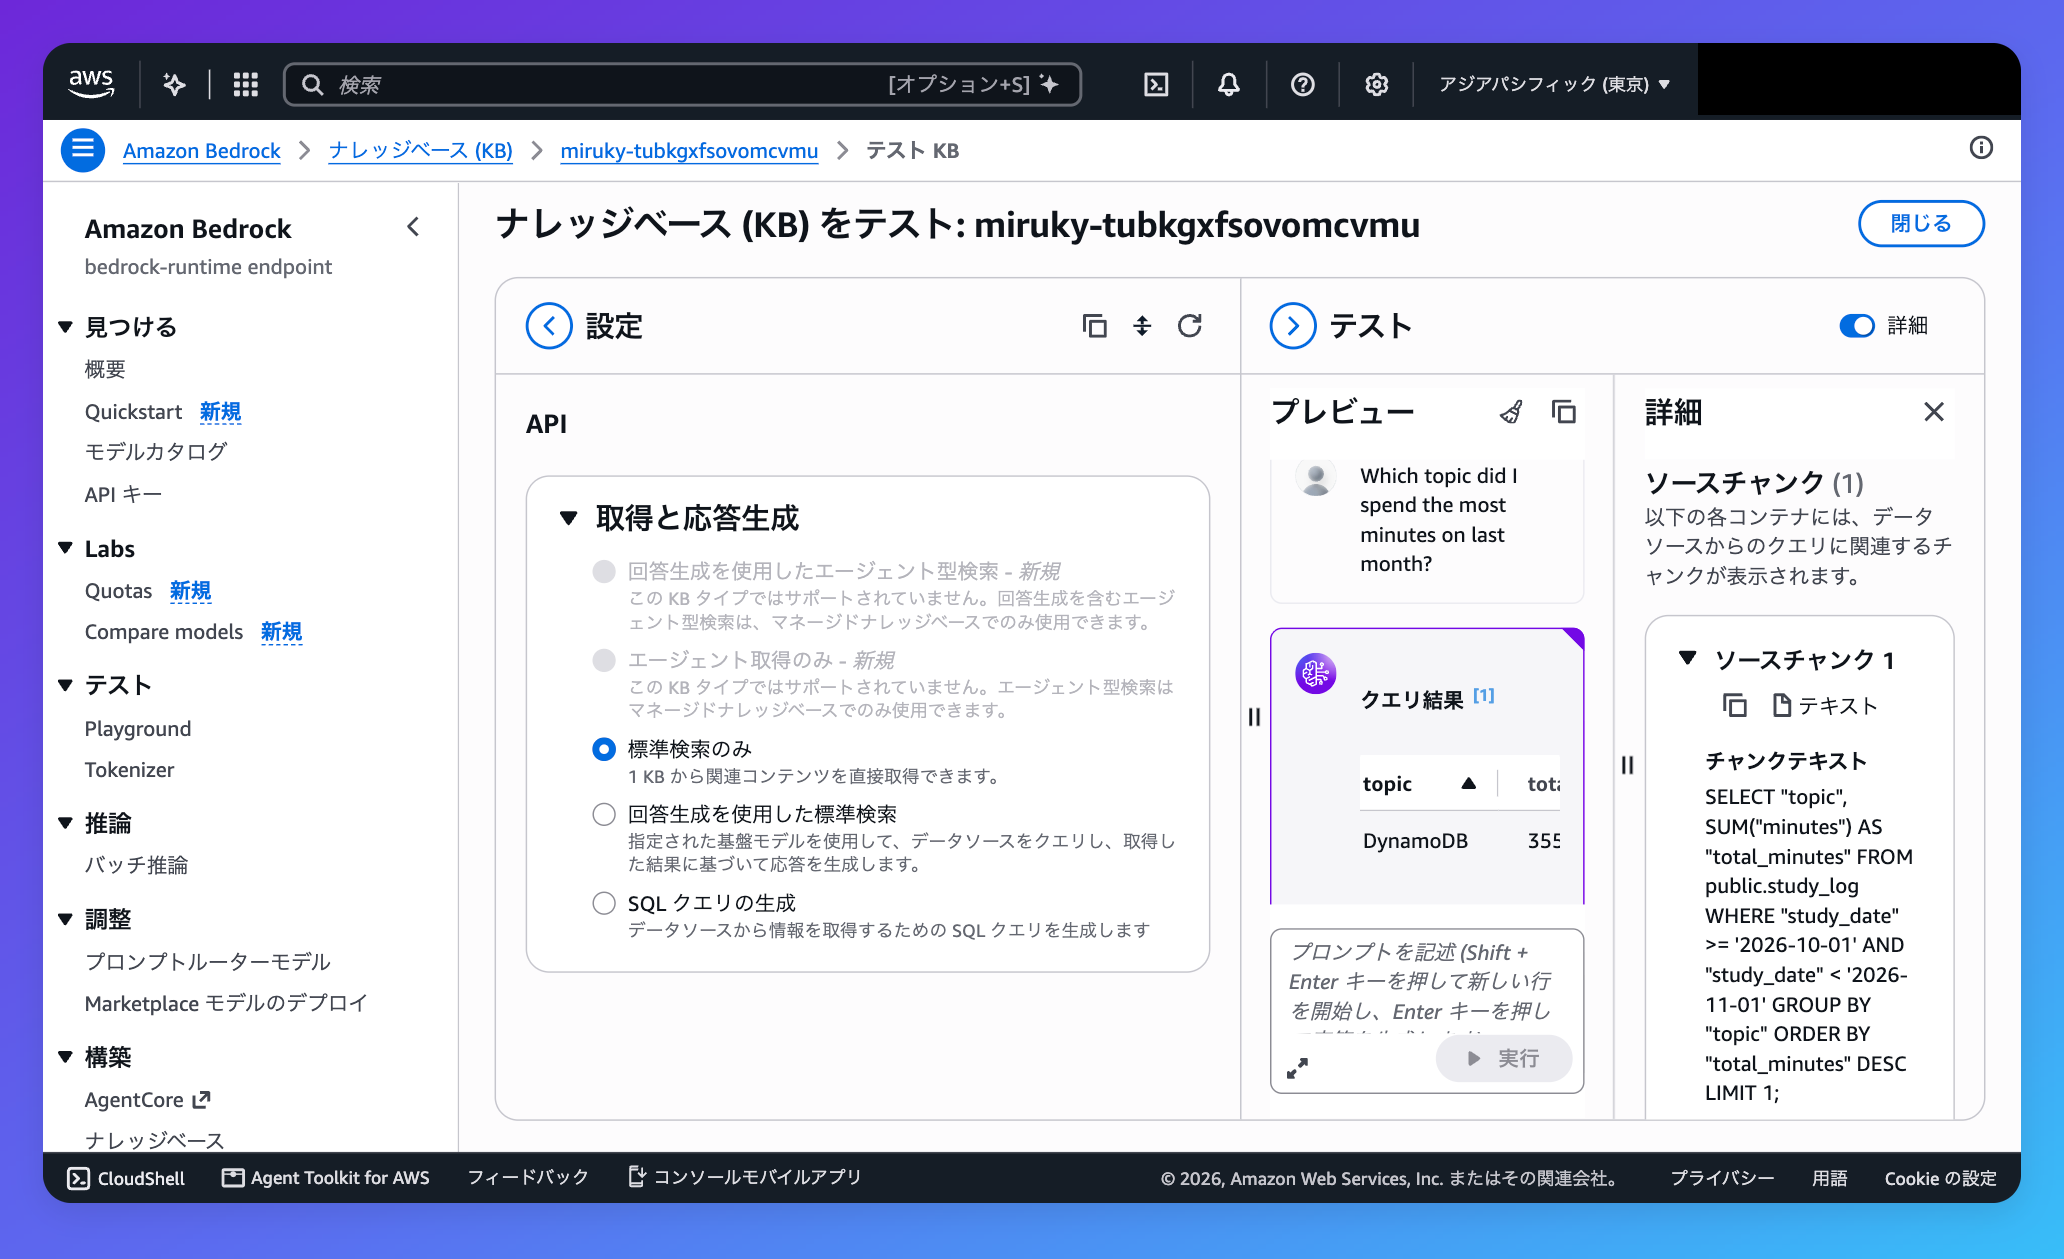 aws
検索
[オプション+S]
アジアパシフィック (東京) ▼
Amazon Bedrock > ナレッジベース (KB) > miruky-tubkgxfsovomcvmu > テスト KB
Amazon Bedrock
bedrock-runtime endpoint
見つける
概要
Quickstart 新規
モデルカタログ
API キー
Labs
Quotas 新規
Compare models 新規
テスト
Playground
Tokenizer
推論
バッチ推論
調整
プロンプトルーターモデル
Marketplace モデルのデプロイ
構築
AgentCore
ナレッジベース
ナレッジベース (KB) をテスト: miruky-tubkgxfsovomcvmu
閉じる
設定
API
取得と応答生成
回答生成を使用したエージェント型検索 - 新規
この KB タイプではサポートされていません。回答生成を含むエージ
ェント型検索は、マネージドナレッジベースでのみ使用できます。
エージェント取得のみ - 新規
この KB タイプではサポートされていません。エージェント型検索は
マネージドナレッジベースでのみ使用できます。
標準検索のみ
1 KB から関連コンテンツを直接取得できます。
回答生成を使用した標準検索
指定された基盤モデルを使用して、データソースをクエリし、取得し
た結果に基づいて応答を生成します。
SQL クエリの生成
データソースから情報を取得するための SQL クエリを生成します
テスト
詳細
プレビュー
Which topic did I
spend the most
minutes on last
month?
クエリ結果 [1]
topic
DynamoDB 355
プロンプトを記述 (Shift +
Enter キーを押して新しい行
を開始し、Enter キーを押し
実行
詳細
ソースチャンク (1)
以下の各コンテナには、データ
ソースからのクエリに関連するチ
ャンクが表示されます。
ソースチャンク 1
テキスト
チャンクテキスト
SELECT "topic",
SUM("minutes") AS
"total_minutes" FROM
public.study_log
WHERE "study_date"
>= '2026-10-01' AND
"study_date" < '2026-
11-01' GROUP BY
"topic" ORDER BY
"total_minutes" DESC
LIMIT 1;
CloudShell
Agent Toolkit for AWS
フィードバック
コンソールモバイルアプリ
© 2026, Amazon Web Services, Inc. またはその関連会社。
プライバシー
用語
Cookie の設定